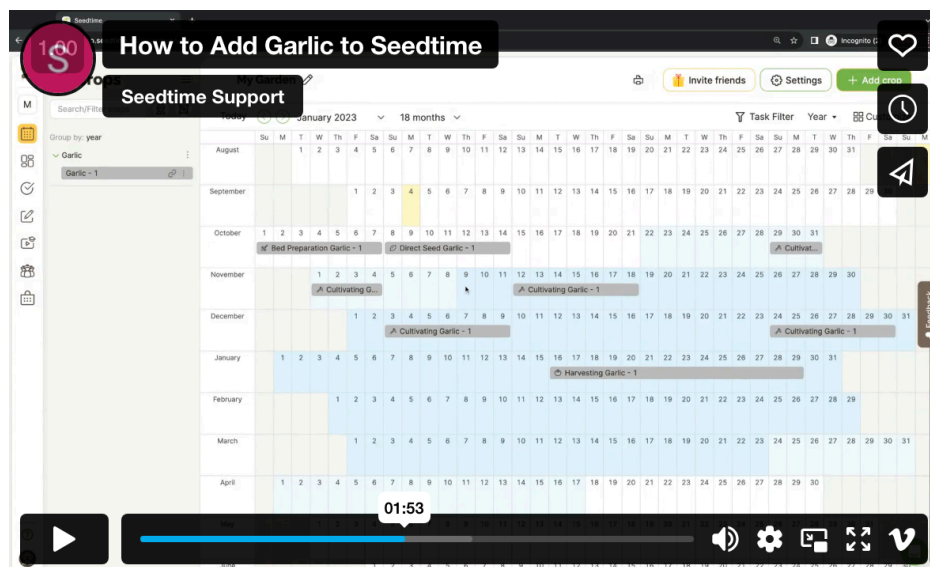 Seedtime
Incognito (2
1:00
S
How to Add Garlic to Seedtime
Seedtime Support
My Garden
Invite friends
Settings
+ Add crop
M
Search/Filter
Today
January 2023
18 months
Task Filter
Year
Group by: year
Su M T W Th F Sa Su M T W Th F Sa Su M T W Th F Sa Su M T W Th F Sa Su M T W Th F Sa Su M
Garlic
Garlic - 1
August
1 2 3 4 5 6 7 8 9 10 11 12 13 14 15 16 17 18 19 20 21 22 23 24 25 26 27 28 29 30 31
September
1 2 3 4 5 6 7 8 9 10 11 12 13 14 15 16 17 18 19 20 21 22 23 24 25 26 27 28 29
October
1 2 3 4 5 6 7 8 9 10 11 12 13 14 15 16 17 18 19 20 21 22 23 24 25 26 27 28 29 30 31
Bed Preparation Garlic - 1
Direct Seed Garlic - 1
Cultivat...
November
1 2 3 4 5 6 7 8 9 10 11 12 13 14 15 16 17 18 19 20 21 22 23 24 25 26 27 28 29 30
Cultivating G...
Cultivating Garlic - 1
December
1 2 3 4 5 6 7 8 9 10 11 12 13 14 15 16 17 18 19 20 21 22 23 24 25 26 27 28 29 30 31
Cultivating Garlic - 1
Cultivating Garlic - 1
January
1 2 3 4 5 6 7 8 9 10 11 12 13 14 15 16 17 18 19 20 21 22 23 24 25 26 27 28 29 30 31
Harvesting Garlic - 1
February
1 2 3 4 5 6 7 8 9 10 11 12 13 14 15 16 17 18 19 20 21 22 23 24 25 26 27 28 29
March
1 2 3 4 5 6 7 8 9 10 11 12 13 14 15 16 17 18 19 20 21 22 23 24 25 26 27 28 29 30 31
April
1 2 3 4 5 6 7 8 9 10 11 12 13 14 15 16 17 18 19 20 21 22 23 24 25 26 27 28 29 30
Feedback
01:53